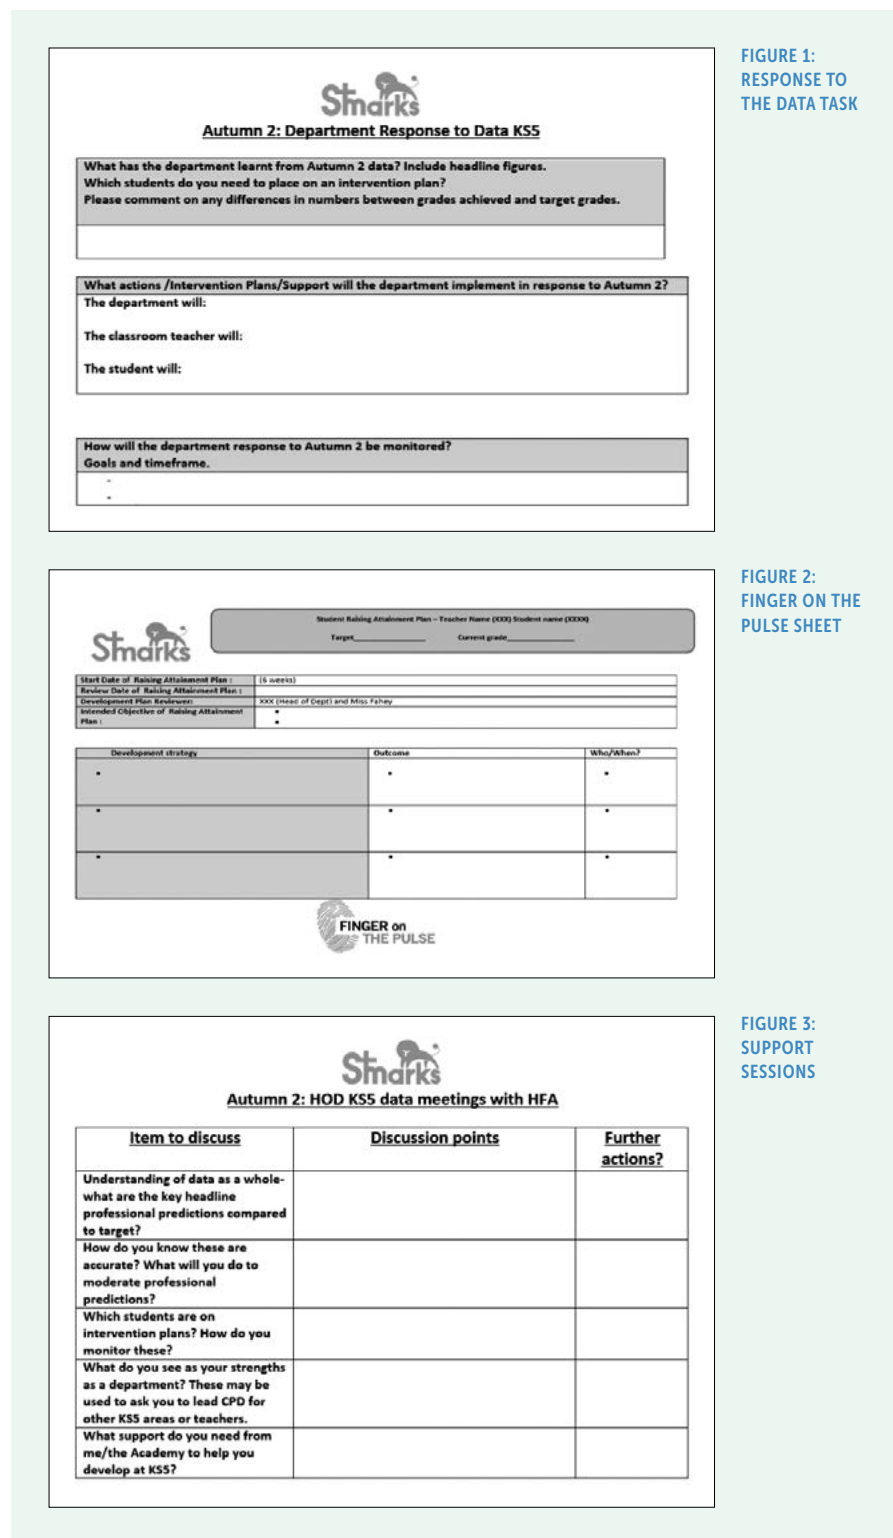 FIGURE 1:
RESPONSE TO
THE DATA TASK
Stmarks
Autumn 2: Department Response to Data KS5
What has the department learnt from Autumn 2 data? Include headline figures.
Which students do you need to place on an intervention plan?
Please comment on any differences in numbers between grades achieved and target grades.
What actions /Intervention Plans/Support will the department implement in response to Autumn 2?
The department will:
The classroom teacher will:
The student will:
How will the department response to Autumn 2 be monitored?
Goals and timeframe.
-
-
FIGURE 2:
FINGER ON THE
PULSE SHEET
Stmarks
Student Raising Attainment Plan – Teacher Name (XXX) Student name (XXXX)
Target__________________ Current grade_________________
Start Date of Raising Attainment Plan : (6 weeks)
Review Date of Raising Attainment Plan :
Development Plan Reviewer: XXX (Head of Dept) and Miss Fahey
Intended Objective of Raising Attainment
Plan :
Development strategy Outcome Who/When?
FINGER on
THE PULSE
FIGURE 3:
SUPPORT
SESSIONS
Stmarks
Autumn 2: HOD KS5 data meetings with HFA
Item to discuss Discussion points Further
actions?
Understanding of data as a whole-
what are the key headline
professional predictions compared
to target?
How do you know these are
accurate? What will you do to
moderate professional
predictions?
Which students are on
intervention plans? How do you
monitor these?
What do you see as your strengths
as a department? These may be
used to ask you to lead CPD for
other KS5 areas or teachers.
What support do you need from
me/the Academy to help you
develop at KS5?